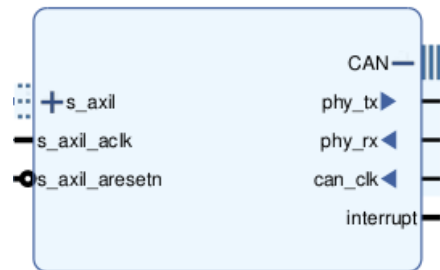 CAN
s_axil
phy_tx
s_axil_aclk
phy_rx
s_axil_aresetn
can_clk
interrupt